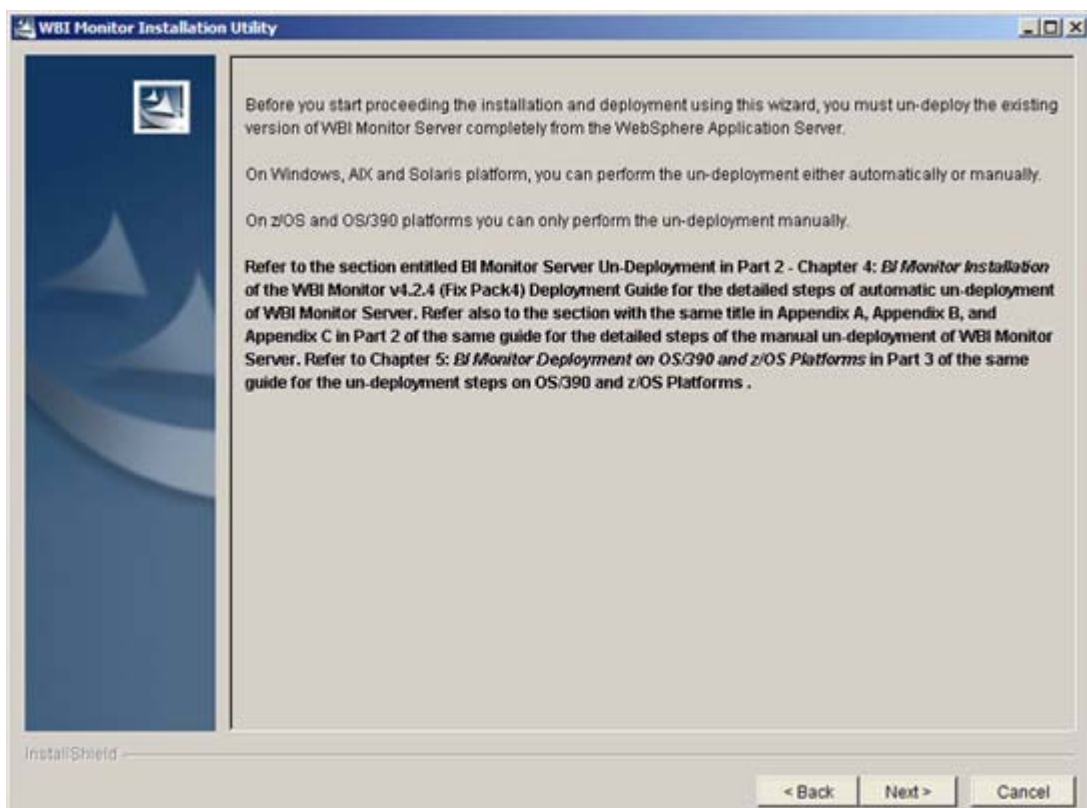 WBI Monitor Installation Utility
Before you start proceeding the installation and deployment using this wizard, you must un-deploy the existing
version of WBI Monitor Server completely from the WebSphere Application Server.
On Windows, AIX and Solaris platform, you can perform the un-deployment either automatically or manually.
On z/OS and OS/390 platforms you can only perform the un-deployment manually.
Refer to the section entitled BI Monitor Server Un-Deployment in Part 2 - Chapter 4: BI Monitor Installation
of the WBI Monitor v4.2.4 (Fix Pack4) Deployment Guide for the detailed steps of automatic un-deployment
of WBI Monitor Server. Refer also to the section with the same title in Appendix A, Appendix B, and
Appendix C in Part 2 of the same guide for the detailed steps of the manual un-deployment of WBI Monitor
Server. Refer to Chapter 5: BI Monitor Deployment on OS/390 and z/OS Platforms in Part 3 of the same
guide for the un-deployment steps on OS/390 and z/OS Platforms .
InstallShield
< Back
Next >
Cancel